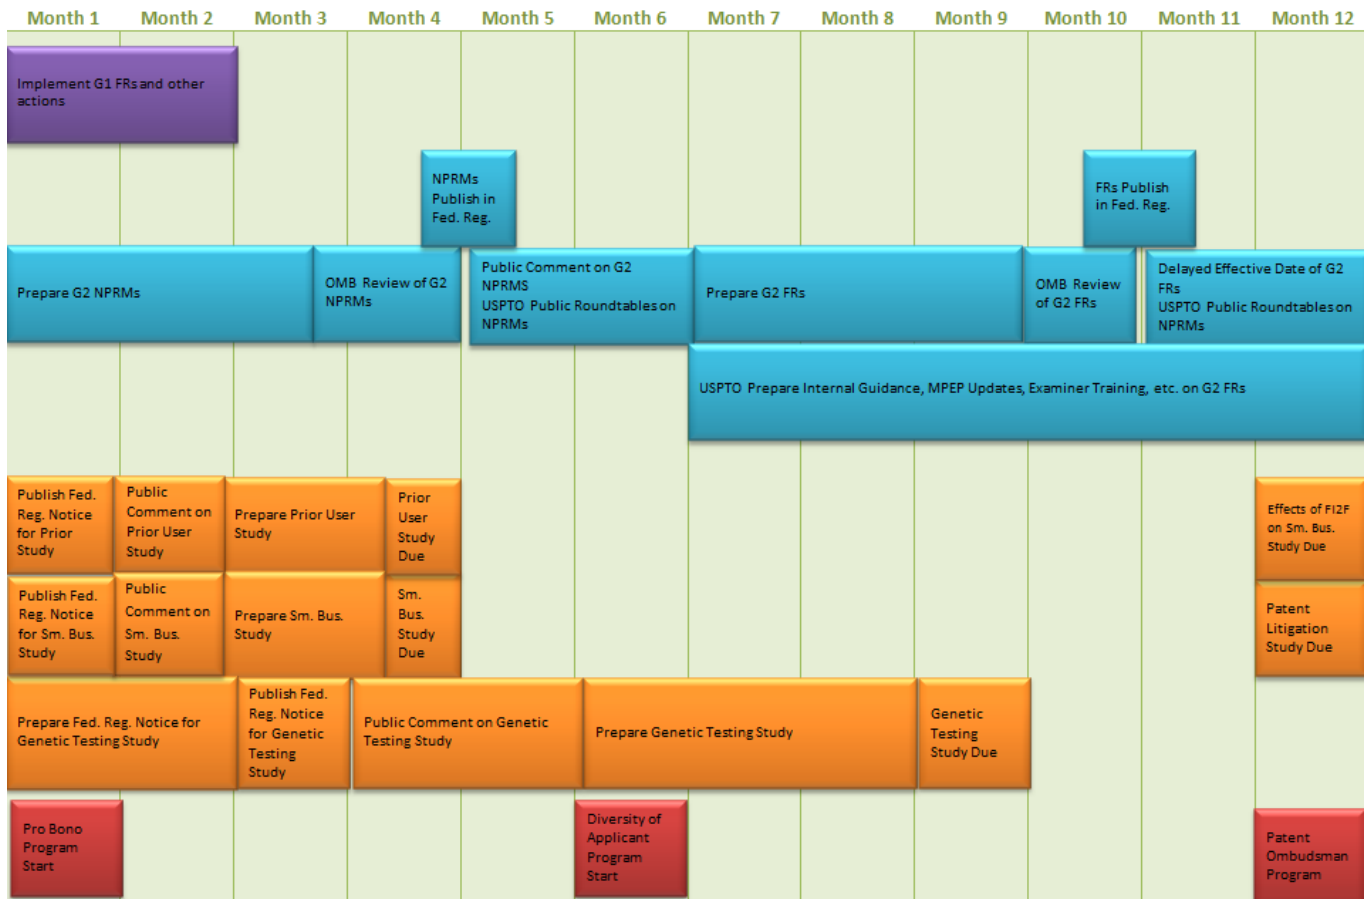 Month 1
Month 2
Month 3
Month 4
Month 5
Month 6
Month 7
Month 8
Month 9
Month 10
Month 11
Month 12
Implement G1 FRs and other
actions
NPRMs
Publish in
Fed. Reg.
FRs Publish
in Fed. Reg.
Prepare G2 NPRMs
OMB Review of G2
NPRMs
Public Comment on G2
NPRMS
USPTO Public Roundtables on
NPRMs
Prepare G2 FRs
OMB Review
of G2 FRs
Delayed Effective Date of G2
FRs
USPTO Public Roundtables on
NPRMs
USPTO Prepare Internal Guidance, MPEP Updates, Examiner Training, etc. on G2 FRs
Publish Fed.
Reg. Notice
for Prior
Study
Public
Comment on
Prior User
Study
Prepare Prior User
Study
Prior
User
Study
Due
Effects of FI2F
on Sm. Bus.
Study Due
Publish Fed.
Reg. Notice
for Sm. Bus.
Study
Public
Comment on
Sm. Bus.
Study
Prepare Sm. Bus.
Study
Sm.
Bus.
Study
Due
Patent
Litigation
Study Due
Prepare Fed. Reg. Notice for
Genetic Testing Study
Publish Fed.
Reg. Notice
for Genetic
Testing
Study
Public Comment on Genetic
Testing Study
Prepare Genetic Testing Study
Genetic
Testing
Study Due
Pro Bono
Program
Start
Diversity of
Applicant
Program
Start
Patent
Ombudsman
Program